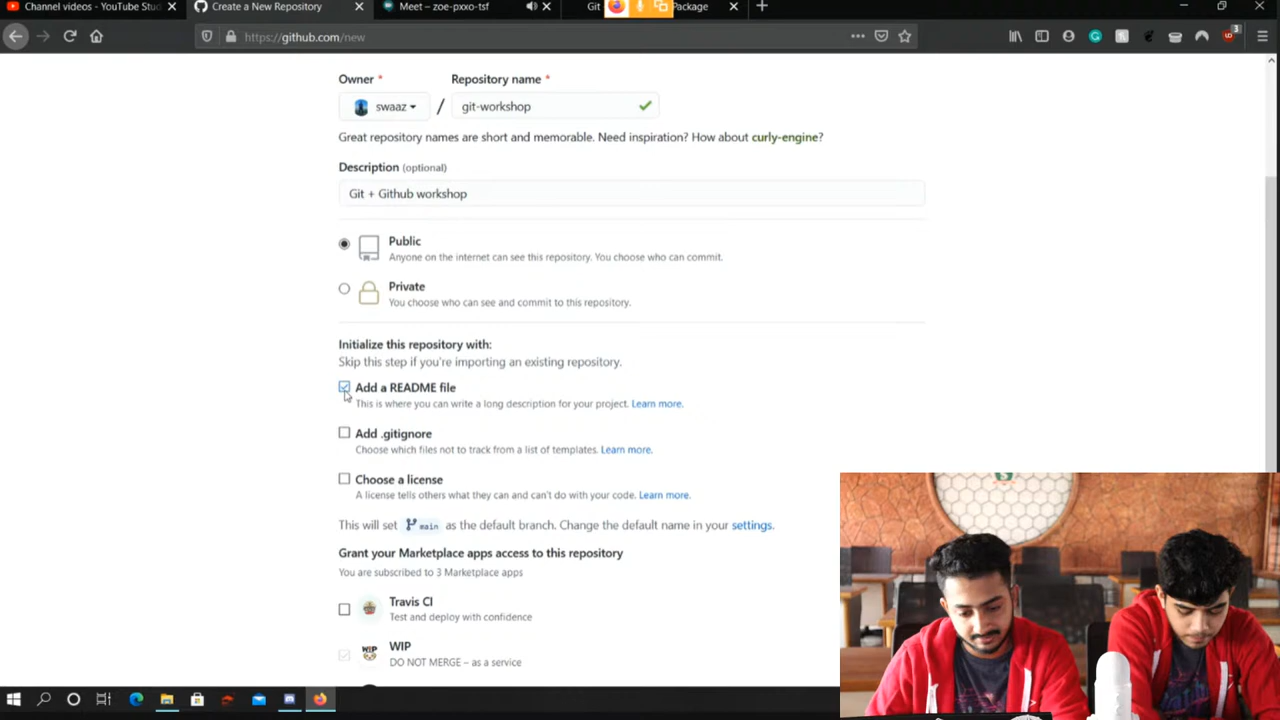 Channel videos - YouTube Stu
Create a New Repository
Meet – zoe-pxxo-tsf
Git
Package
https://github.com/new
3
Owner *
Repository name *
swaaz
/
git-workshop
Great repository names are short and memorable. Need inspiration? How about curly-engine?
Description (optional)
Git + Github workshop
Public
Anyone on the internet can see this repository. You choose who can commit.
Private
You choose who can see and commit to this repository.
Initialize this repository with:
Skip this step if you're importing an existing repository.
Add a README file
This is where you can write a long description for your project. Learn more.
Add .gitignore
Choose which files not to track from a list of templates. Learn more.
Choose a license
A license tells others what they can and can't do with your code. Learn more.
This will set main as the default branch. Change the default name in your settings.
Grant your Marketplace apps access to this repository
You are subscribed to 3 Marketplace apps
Travis CI
Test and deploy with confidence
WIP
WIP
DO NOT MERGE – as a service